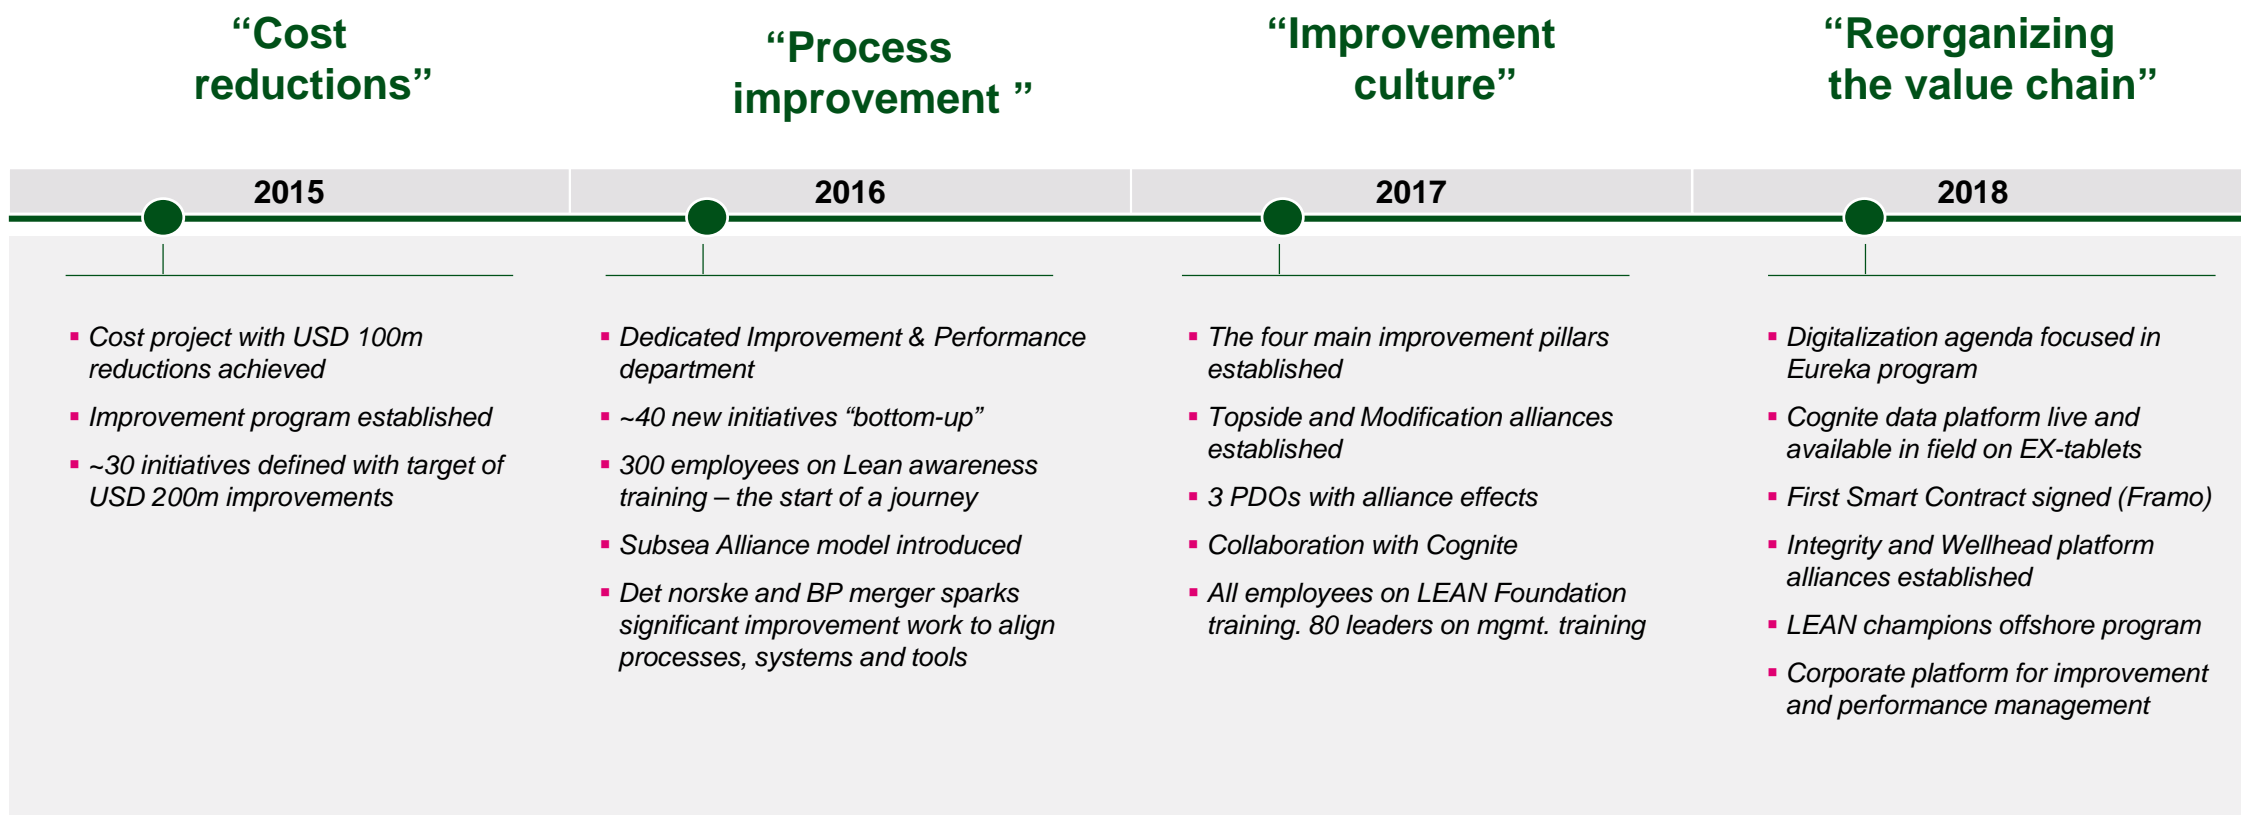 “Cost
reductions”
“Process
improvement ”
“Improvement
culture”
“Reorganizing
the value chain”
2015
2016
2017
2018
▪ Cost project with USD 100m
reductions achieved
▪ Improvement program established
▪ ~30 initiatives defined with target of
USD 200m improvements
▪ Dedicated Improvement & Performance
department
▪ ~40 new initiatives “bottom-up”
▪ 300 employees on Lean awareness
training – the start of a journey
▪ Subsea Alliance model introduced
▪ Det norske and BP merger sparks
significant improvement work to align
processes, systems and tools
▪ The four main improvement pillars
established
▪ Topside and Modification alliances
established
▪ 3 PDOs with alliance effects
▪ Collaboration with Cognite
▪ All employees on LEAN Foundation
training. 80 leaders on mgmt. training
▪ Digitalization agenda focused in
Eureka program
▪ Cognite data platform live and
available in field on EX-tablets
▪ First Smart Contract signed (Framo)
▪ Integrity and Wellhead platform
alliances established
▪ LEAN champions offshore program
▪ Corporate platform for improvement
and performance management